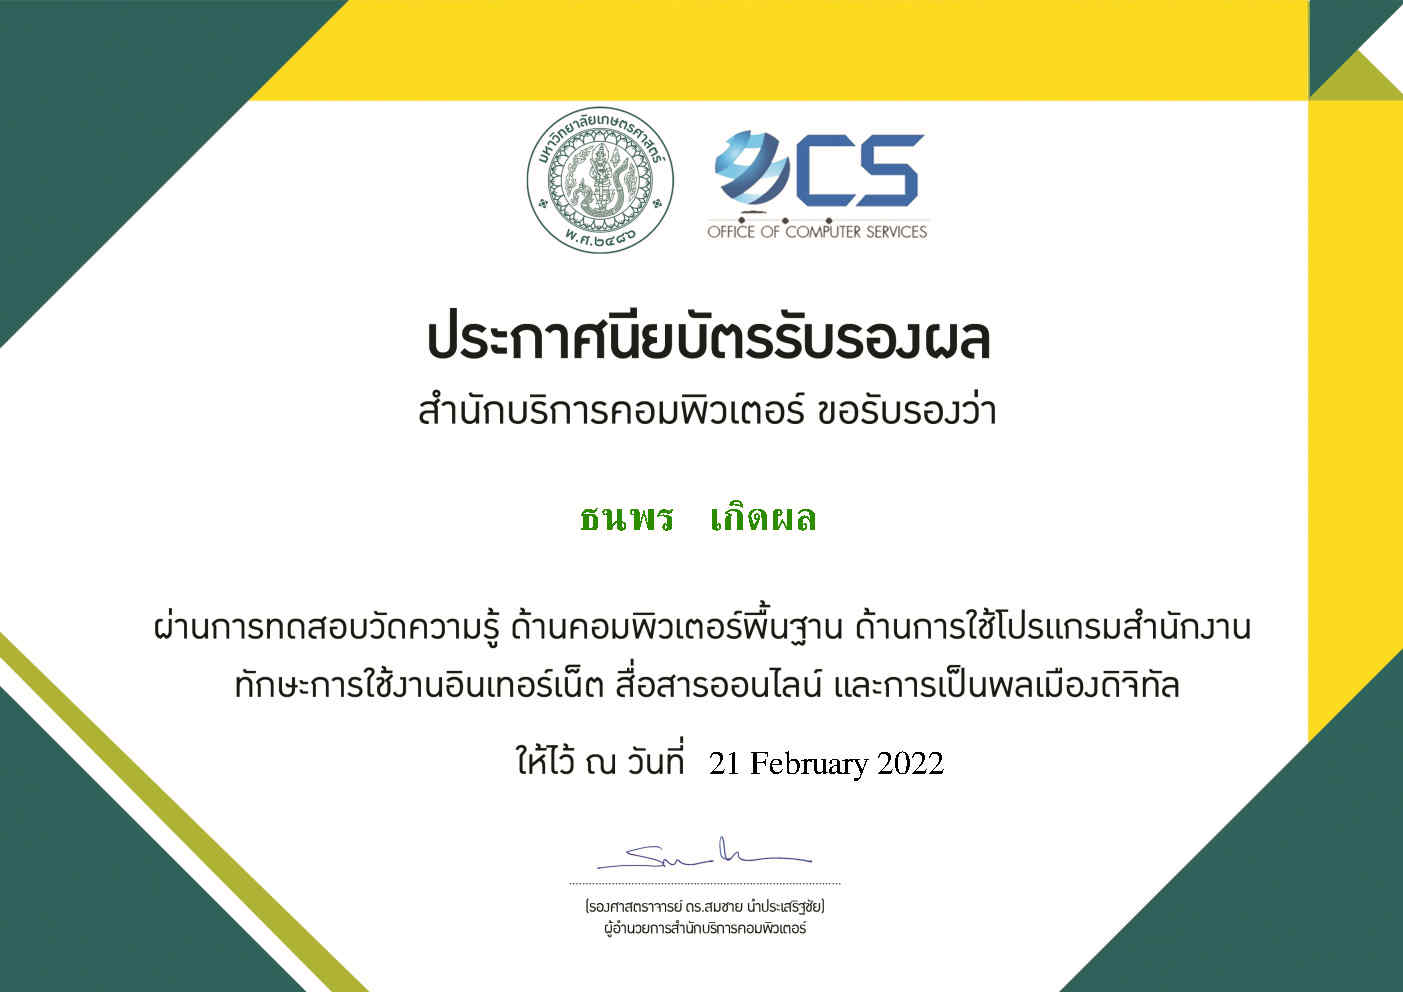 มหาวิทยาลัยเกษตรศาสตร์
พ.ศ.๒๔๘๖
OCS
OFFICE OF COMPUTER SERVICES
ประกาศนียบัตรรับรองผล
สำนักบริการคอมพิวเตอร์ ขอรับรองว่า
ธนพร เกิดผล
ผ่านการทดสอบวัดความรู้ ด้านคอมพิวเตอร์พื้นฐาน ด้านการใช้โปรแกรมสำนักงาน
ทักษะการใช้งานอินเทอร์เน็ต สื่อสารออนไลน์ และการเป็นพลเมืองดิจิทัล
ให้ไว้ ณ วันที่ 21 February 2022
(รองศาสตราจารย์ ดร.สมชาย นำประเสริฐชัย)
ผู้อำนวยการสำนักบริการคอมพิวเตอร์